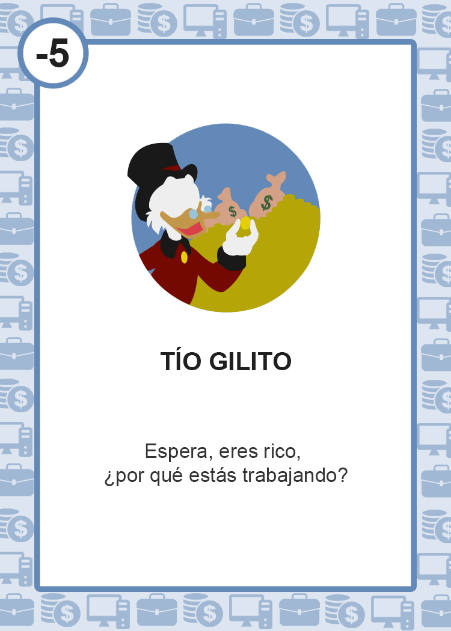 -5
$
$
TÍO GILITO
Espera, eres rico,
¿por qué estás trabajando?